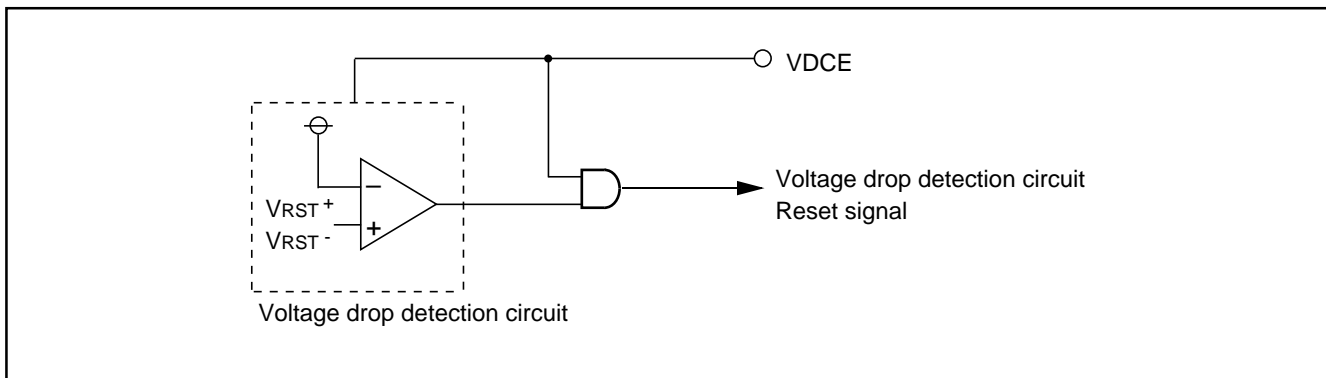 VDCE
−
VRST +
+
VRST -
Voltage drop detection circuit
Reset signal
Voltage drop detection circuit